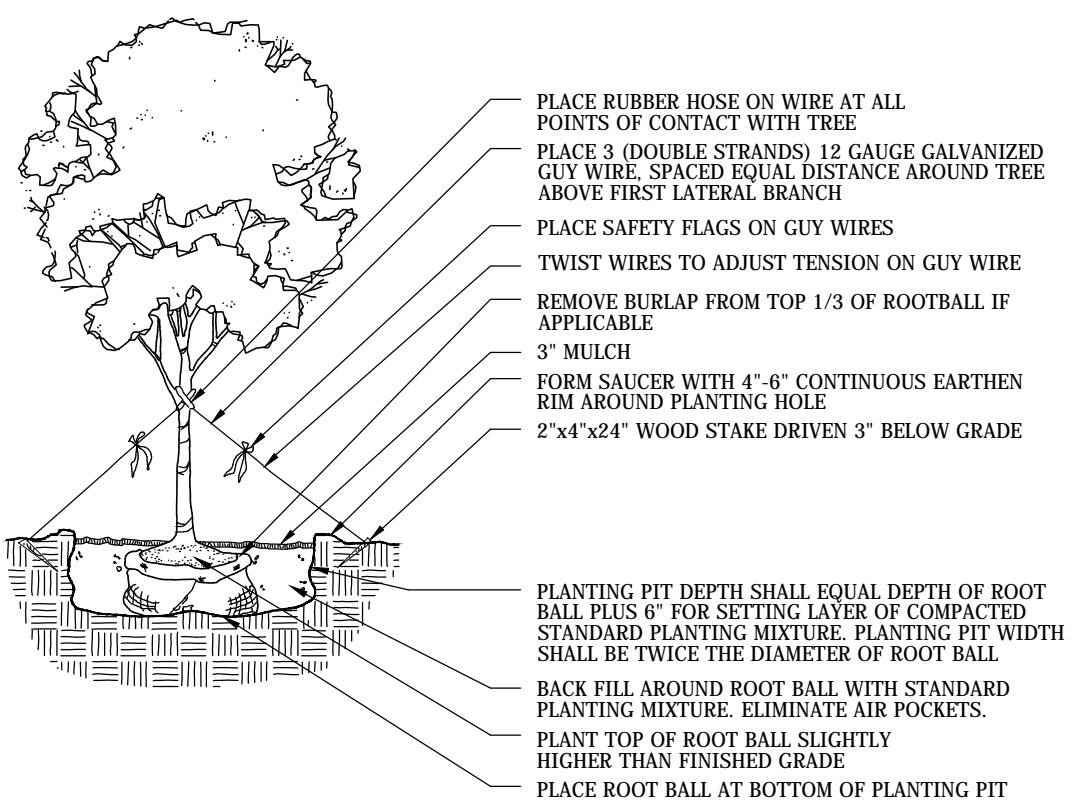 PLACE RUBBER HOSE ON WIRE AT ALL
POINTS OF CONTACT WITH TREE
PLACE 3 (DOUBLE STRANDS) 12 GAUGE GALVANIZED
GUY WIRE, SPACED EQUAL DISTANCE AROUND TREE
ABOVE FIRST LATERAL BRANCH
PLACE SAFETY FLAGS ON GUY WIRES
TWIST WIRES TO ADJUST TENSION ON GUY WIRE
REMOVE BURLAP FROM TOP 1/3 OF ROOTBALL IF
APPLICABLE
3" MULCH
FORM SAUCER WITH 4"-6" CONTINUOUS EARTHEN
RIM AROUND PLANTING HOLE
2"x4"x24" WOOD STAKE DRIVEN 3" BELOW GRADE
PLANTING PIT DEPTH SHALL EQUAL DEPTH OF ROOT
BALL PLUS 6" FOR SETTING LAYER OF COMPACTED
STANDARD PLANTING MIXTURE. PLANTING PIT WIDTH
SHALL BE TWICE THE DIAMETER OF ROOT BALL
BACK FILL AROUND ROOT BALL WITH STANDARD
PLANTING MIXTURE. ELIMINATE AIR POCKETS.
PLANT TOP OF ROOT BALL SLIGHTLY
HIGHER THAN FINISHED GRADE
PLACE ROOT BALL AT BOTTOM OF PLANTING PIT